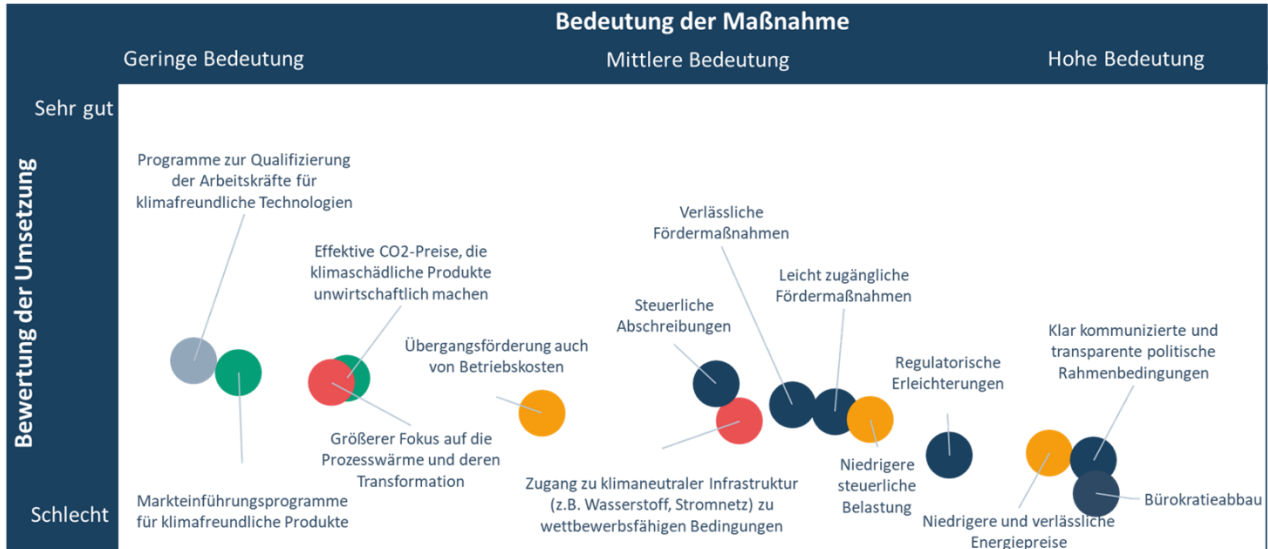 Bedeutung der Maßnahme
Geringe Bedeutung
Mittlere Bedeutung
Hohe Bedeutung
Bewertung der Umsetzung
Sehr gut
Schlecht
Programme zur Qualifizierung
der Arbeitskräfte für
klimafreundliche Technologien
Effektive CO2-Preise, die
klimaschädliche Produkte
unwirtschaftlich machen
Markteinführungsprogramme
für klimafreundliche Produkte
Größerer Fokus auf die
Prozesswärme und deren
Transformation
Übergangsförderung auch
von Betriebskosten
Steuerliche
Abschreibungen
Verlässliche
Fördermaßnahmen
Leicht zugängliche
Fördermaßnahmen
Zugang zu klimaneutraler Infrastruktur
(z.B. Wasserstoff, Stromnetz) zu
wettbewerbsfähigen Bedingungen
Niedrigere
steuerliche
Belastung
Regulatorische
Erleichterungen
Klar kommunizierte und
transparente politische
Rahmenbedingungen
Bürokratieabbau
Niedrigere und verlässliche
Energiepreise